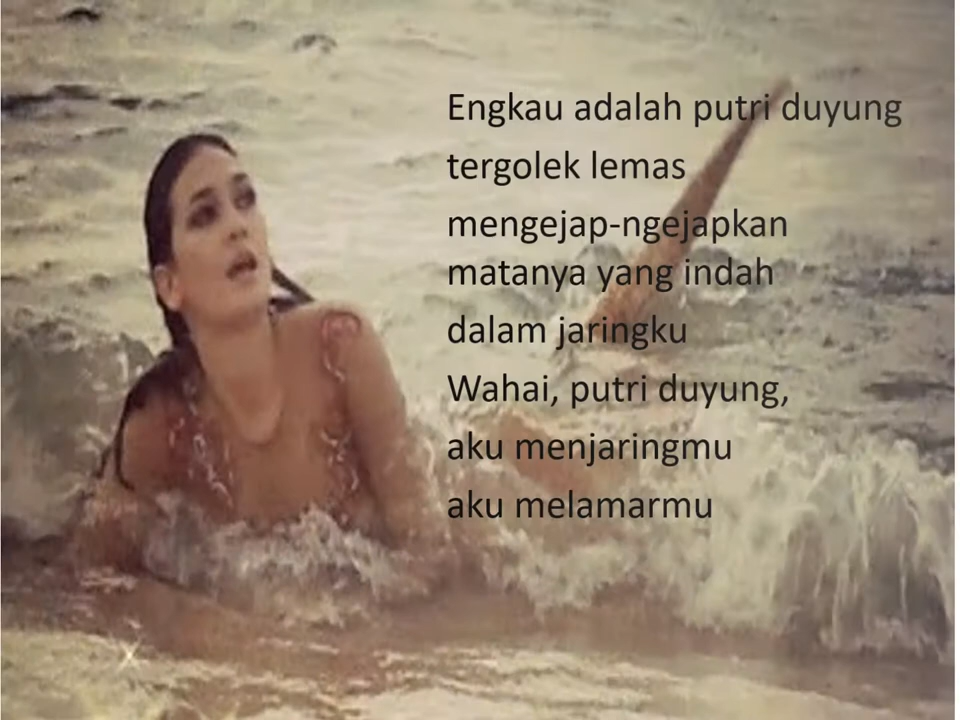 Engkau adalah putri duyung
tergolek lemas
mengejap-ngejapkan
matanya yang indah
dalam jaringku
Wahai, putri duyung,
aku menjaringmu
aku melamarmu